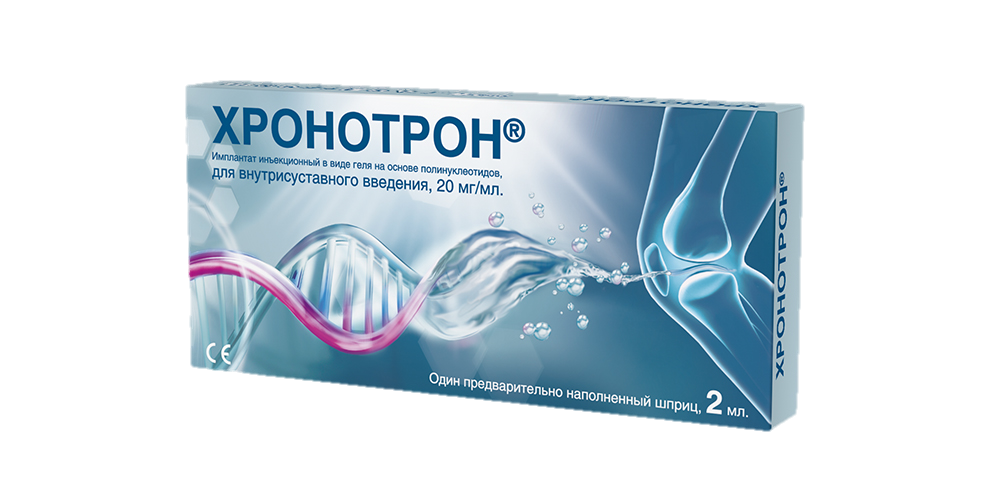 ХРОНОТРОН®
Имплантат инъекционный в виде геля на основе полинуклеотидов,
для внутрисуставного введения, 20 мг/мл.
CE
Один предварительно наполненный шприц, 2 мл.
ХРОНОТРОН®
ХРОНОТРОН